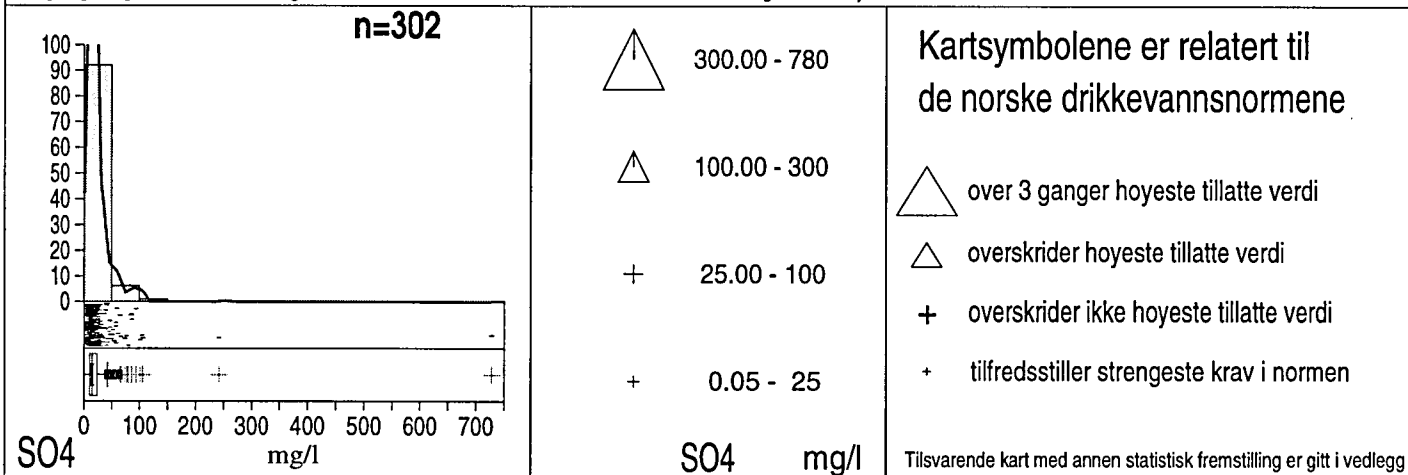 n=302
100
90
80
70
60
50
40
30
20
10
0
0 100 200 300 400 500 600 700
SO4 mg/l
300.00 - 780
100.00 - 300
25.00 - 100
0.05 - 25
SO4 mg/l
Kartsymbolene er relatert til
de norske drikkevannsnormene
over 3 ganger hoyeste tillatte verdi
overskrider hoyeste tillatte verdi
overskrider ikke hoyeste tillatte verdi
tilfredsstiller strengeste krav i normen
Tilsvarende kart med annen statistisk fremstilling er gitt i vedlegg